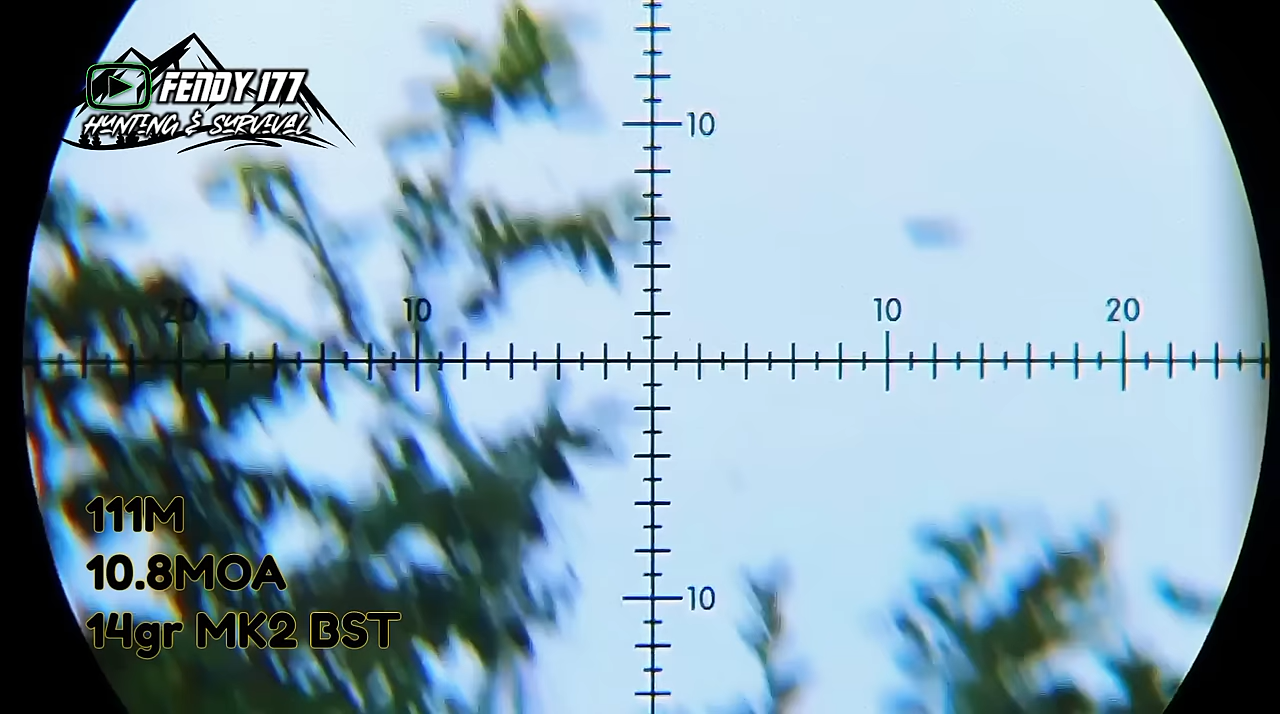 FENDY 177
HUNTING & SURVIVAL
10
20 10 10 20
111M
10.8MOA
10
14gr MK2 BST